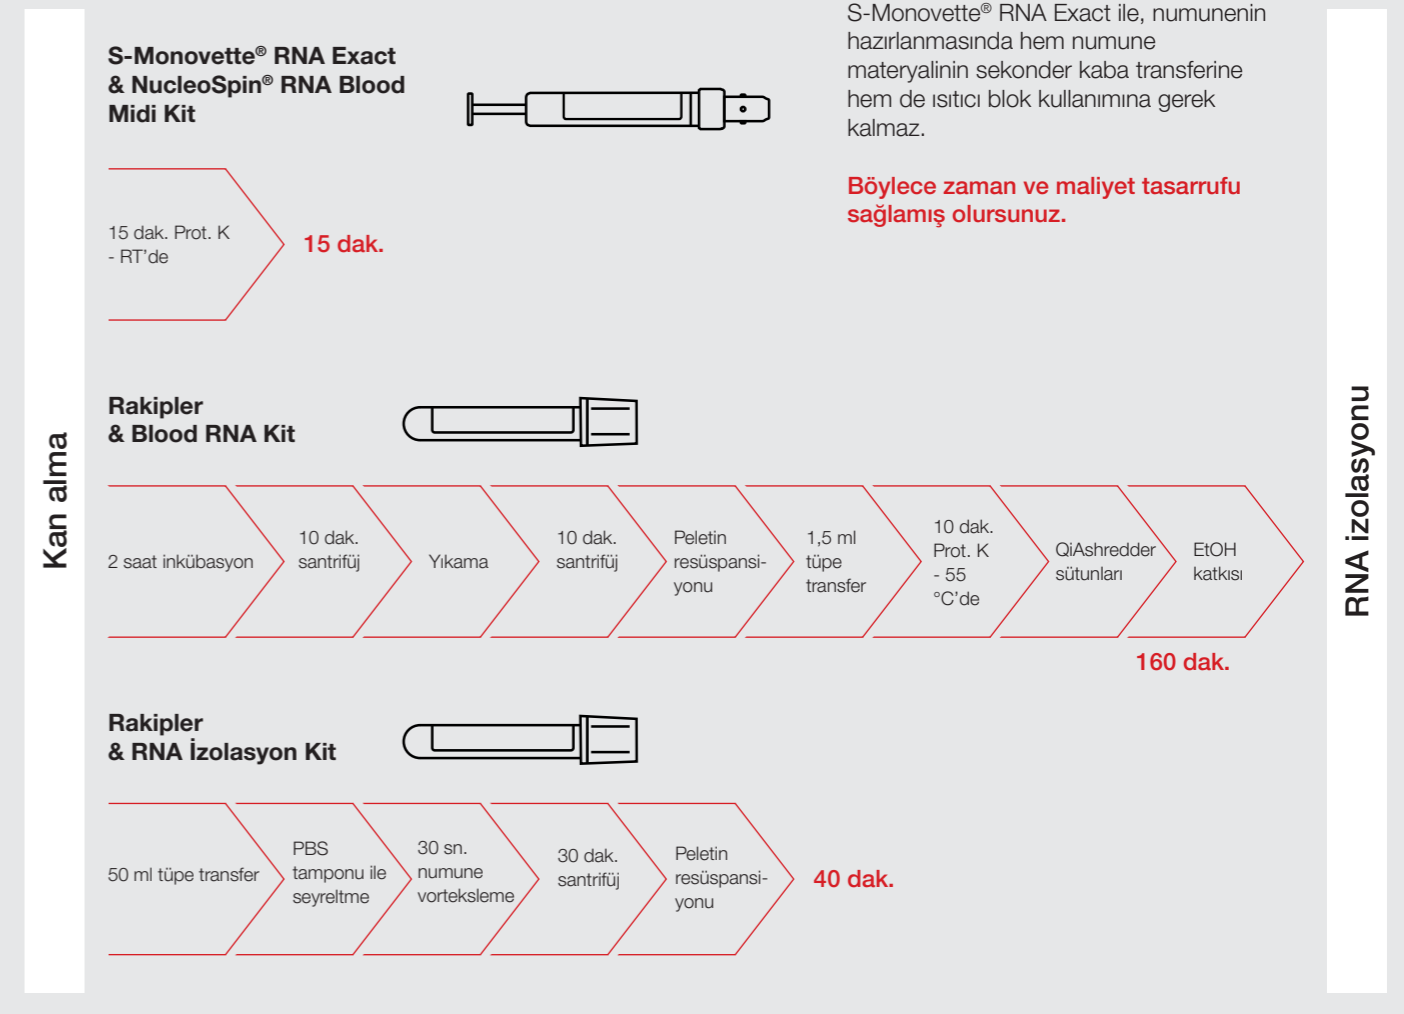 Kan alma
S-Monovette® RNA Exact
& NucleoSpin® RNA Blood
Midi Kit
S-Monovette® RNA Exact ile, numunenin
hazırlanmasında hem numune
materyalinin sekonder kaba transferine
hem de ısıtıcı blok kullanımına gerek
kalmaz.
Böylece zaman ve maliyet tasarrufu
sağlamış olursunuz.
15 dak. Prot. K
- RT’de
15 dak.
Rakipler
& Blood RNA Kit
2 saat inkübasyon
10 dak.
santrifüj
Yıkama
10 dak.
santrifüj
Peletin
resüspansi-
yonu
1,5 ml
tüpe
transfer
10 dak.
Prot. K
- 55
°C’de
QiAshredder
sütunları
EtOH
katkısı
160 dak.
Rakipler
& RNA İzolasyon Kit
50 ml tüpe transfer
PBS
tamponu ile
seyreltme
30 sn.
numune
vorteksleme
30 dak.
santrifüj
Peletin
resüspansi-
yonu
40 dak.
RNA izolasyonu